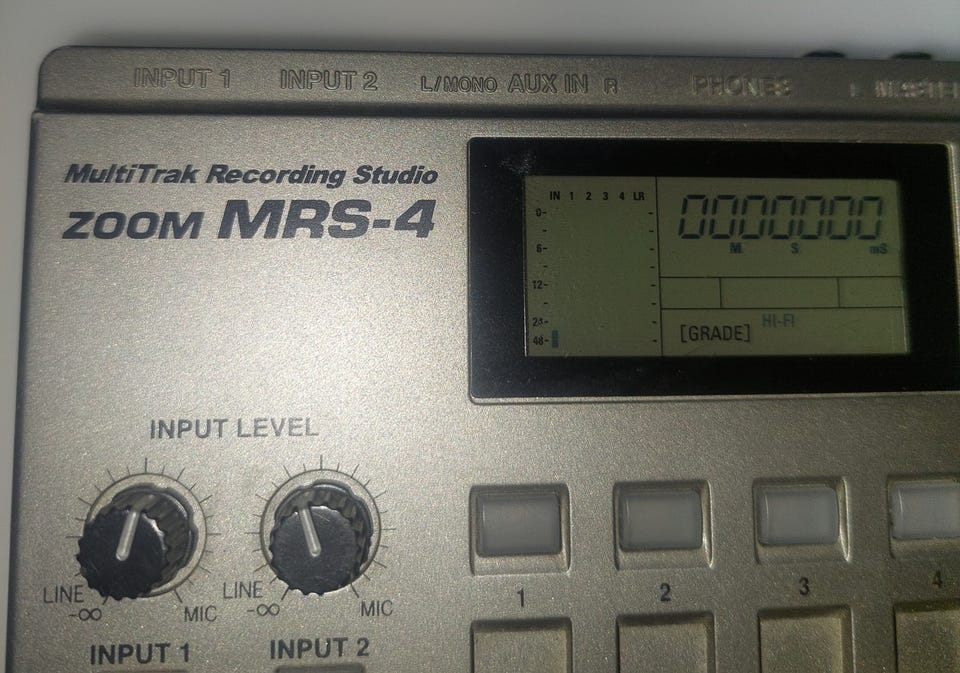 INPUT 1 INPUT 2 L/MONO AUX IN R PHONES
MultiTrak Recording Studio
ZOOM MRS-4
IN 1 2 3 4 LR
0-
6-
12-
24-
48-
0000000
M S mS
HI-FI
[GRADE]
INPUT LEVEL
LINE -∞ MIC LINE -∞ MIC
INPUT 1 INPUT 2
1 2 3 4